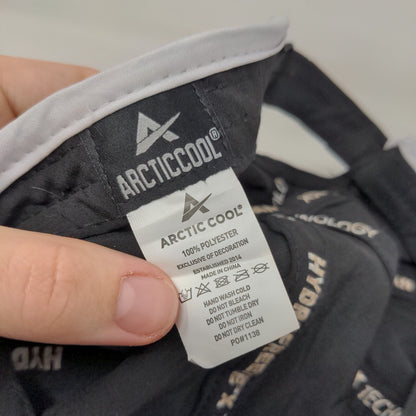 ARCTICCOOL®
ARCTIC COOL®
100% POLYESTER
EXCLUSIVE OF DECORATION
ESTABLISHED 2014
MADE IN CHINA
HAND WASH COLD
DO NOT BLEACH
DO NOT TUMBLE DRY
DO NOT IRON
DO NOT DRY CLEAN
PO#1138
HYD